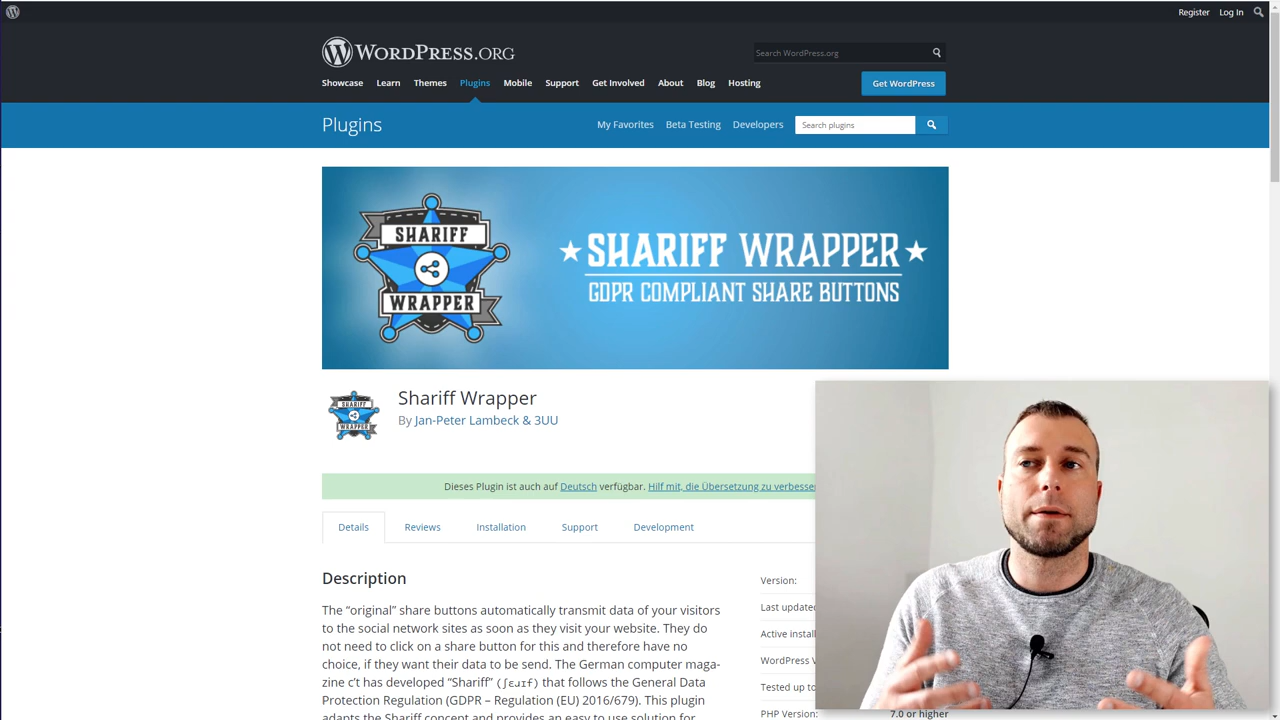 Register Log In
WORDPRESS.ORG
Search WordPress.org
Showcase Learn Themes Plugins Mobile Support Get Involved About Blog Hosting
Get WordPress
Plugins
My Favorites Beta Testing Developers
Search plugins
SHARIFF
WRAPPER
SHARIFF WRAPPER
GDPR COMPLIANT SHARE BUTTONS
SHARIFF
WRAPPER
Shariff Wrapper
By Jan-Peter Lambeck & 3UU
Dieses Plugin ist auch auf Deutsch verfügbar. Hilf mit, die Übersetzung zu verbesser
Details Reviews Installation Support Development
Description
The “original” share buttons automatically transmit data of your visitors
to the social network sites as soon as they visit your website. They do
not need to click on a share button for this and therefore have no
choice, if they want their data to be send. The German computer maga-
zine c’t has developed “Shariff” (ʃɛɹɪf) that follows the General Data
Protection Regulation (GDPR – Regulation (EU) 2016/679). This plugin
adapts the Shariff concept and provides an easy to use solution for
Version:
Last update
Active instal
WordPress V
Tested up to
PHP Version: 7.0 or higher